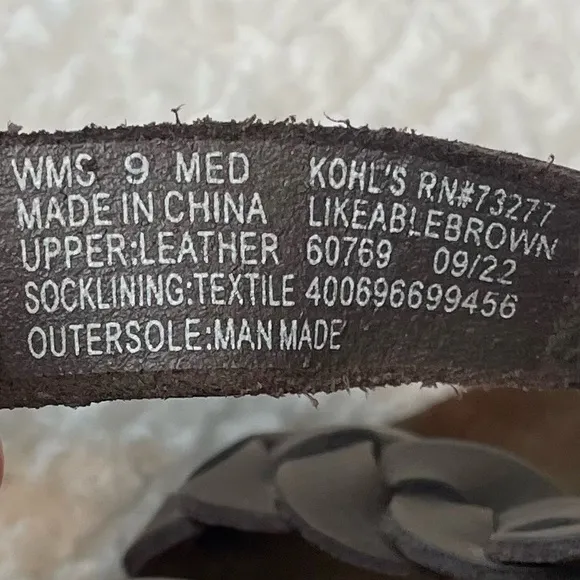 WMS 9 MED
MADE IN CHINA
UPPER:LEATHER
SOCKLINING:TEXTILE
OUTERSOLE:MAN MADE
KOHL'S RN#73277
LIKEABLEBROWN
60769 09/22
400696699456